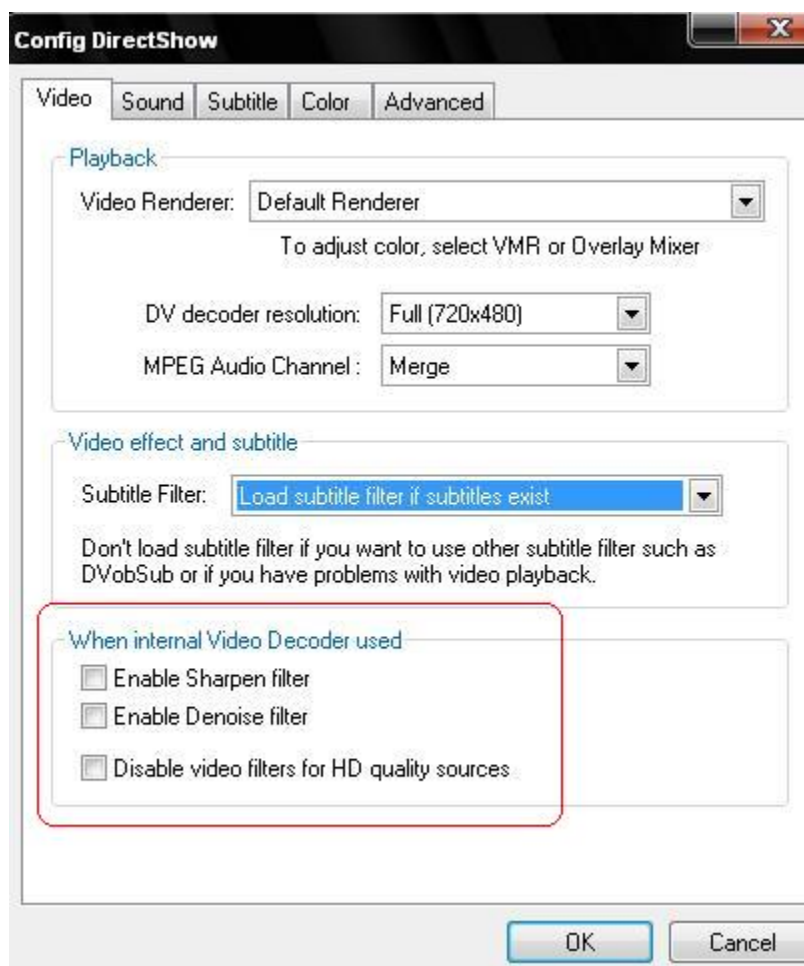 Config DirectShow
Video Sound Subtitle Color Advanced
Playback
Video Renderer: Default Renderer
To adjust color, select VMR or Overlay Mixer
DV decoder resolution: Full (720x480)
MPEG Audio Channel : Merge
Video effect and subtitle
Subtitle Filter: Load subtitle filter if subtitles exist
Don't load subtitle filter if you want to use other subtitle filter such as
DVobSub or if you have problems with video playback.
When internal Video Decoder used
Enable Sharpen filter
Enable Denoise filter
Disable video filters for HD quality sources
OK Cancel